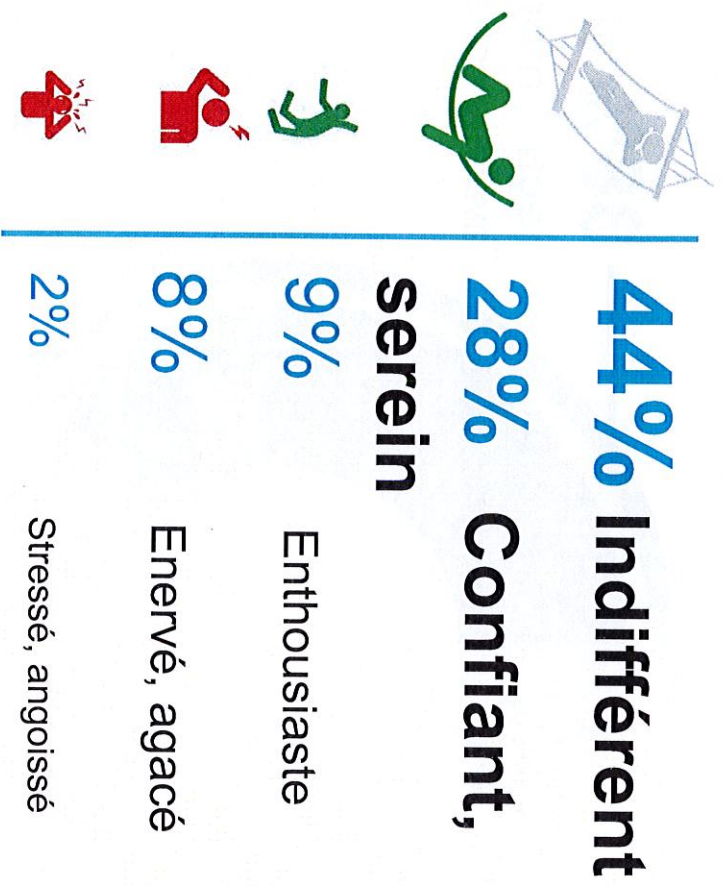 44% Indifférent
28% Confiant,
serein
9% Enthousiaste
8% Enervé, agacé
2% Stressé, angoissé